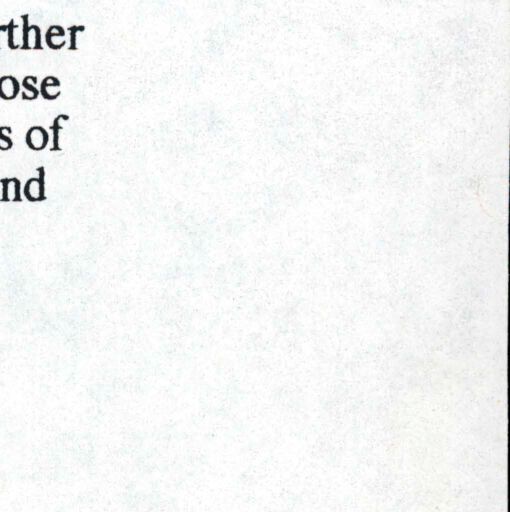 rther
ose
s of
nd